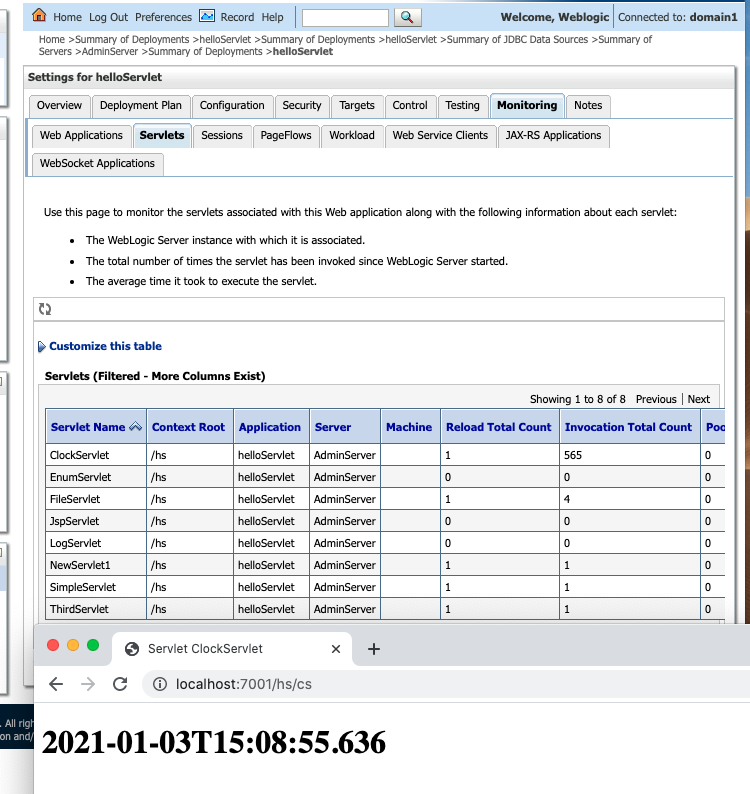 Home Log Out Preferences Record Help Welcome, Weblogic Connected to: domain1
Home >Summary of Deployments >helloServlet >Summary of Deployments >helloServlet >Summary of JDBC Data Sources >Summary of
Servers >AdminServer >Summary of Deployments >helloServlet
Settings for helloServlet
Overview Deployment Plan Configuration Security Targets Control Testing Monitoring Notes
Web Applications Servlets Sessions PageFlows Workload Web Service Clients JAX-RS Applications
WebSocket Applications
Use this page to monitor the servlets associated with this Web application along with the following information about each servlet:
• The WebLogic Server instance with which it is associated.
• The total number of times the servlet has been invoked since WebLogic Server started.
• The average time it took to execute the servlet.
Customize this table
Servlets (Filtered - More Columns Exist)
Showing 1 to 8 of 8 Previous | Next
Servlet Name Context Root Application Server Machine Reload Total Count Invocation Total Count
ClockServlet /hs helloServlet AdminServer 1 565 0
EnumServlet /hs helloServlet AdminServer 0 0 0
FileServlet /hs helloServlet AdminServer 1 4 0
JspServlet /hs helloServlet AdminServer 0 0 0
LogServlet /hs helloServlet AdminServer 0 0 0
NewServlet1 /hs helloServlet AdminServer 1 1 0
SimpleServlet /hs helloServlet AdminServer 1 1 0
ThirdServlet /hs helloServlet AdminServer 1 1 0
Servlet ClockServlet
localhost:7001/hs/cs
. All righ
on and/
2021-01-03T15:08:55.636